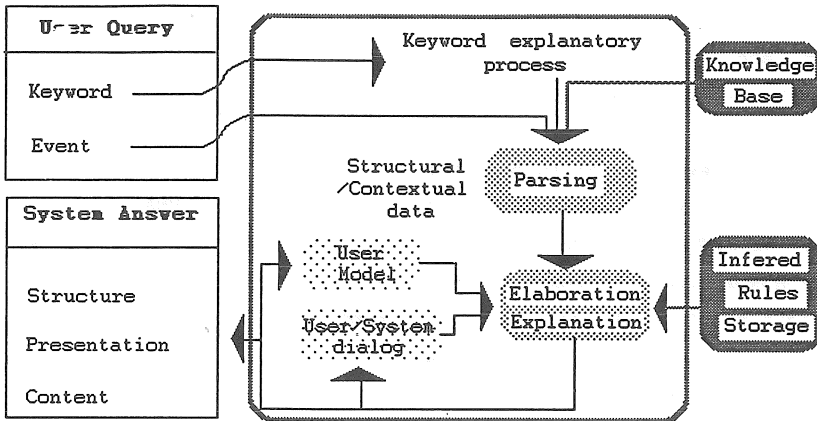 User Query
Keyword
Event
System Answer
Structure
Presentation
Content
Keyword explanatory
process
Structural
/Contextual
data
Parsing
User
Model
User/System
dialog
Elaboration
Explanation
Knowledge
Base
Infered
Rules
Storage